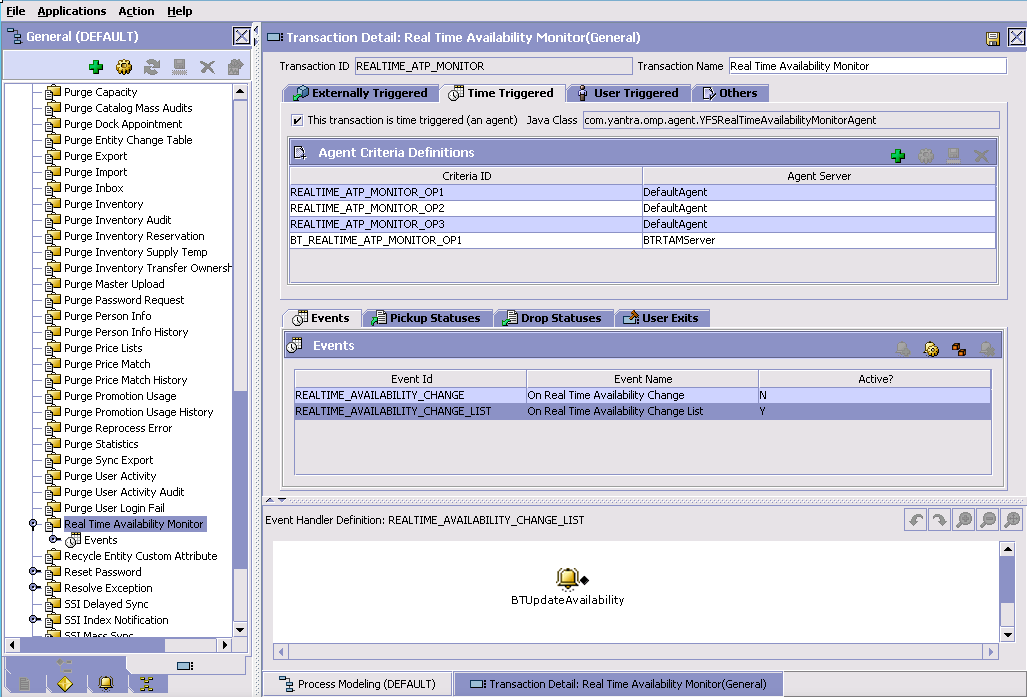 File Applications Action Help
General (DEFAULT)
Purge Capacity
Purge Catalog Mass Audits
Purge Dock Appointment
Purge Entity Change Table
Purge Export
Purge Import
Purge Inbox
Purge Inventory
Purge Inventory Audit
Purge Inventory Reservation
Purge Inventory Supply Temp
Purge Inventory Transfer Ownersh
Purge Master Upload
Purge Password Request
Purge Person Info
Purge Person Info History
Purge Price Lists
Purge Price Match
Purge Price Match History
Purge Promotion Usage
Purge Promotion Usage History
Purge Reprocess Error
Purge Statistics
Purge Sync Export
Purge User Activity
Purge User Activity Audit
Purge User Login Fail
Real Time Availability Monitor
Events
Recycle Entity Custom Attribute
Reset Password
Resolve Exception
SSI Delayed Sync
SSI Index Notification
SSI Mass Sync
Transaction Detail: Real Time Availability Monitor(General)
Transaction ID REALTIME_ATP_MONITOR Transaction Name Real Time Availability Monitor
Externally Triggered Time Triggered User Triggered Others
This transaction is time triggered (an agent) Java Class com.yantra.omp.agent.YFSRealTimeAvailabilityMonitorAgent
Agent Criteria Definitions
Criteria ID Agent Server
REALTIME_ATP_MONITOR_OP1 DefaultAgent
REALTIME_ATP_MONITOR_OP2 DefaultAgent
REALTIME_ATP_MONITOR_OP3 DefaultAgent
BT_REALTIME_ATP_MONITOR_OP1 BTRTAMServer
Events Pickup Statuses Drop Statuses User Exits
Events
Event Id Event Name Active?
REALTIME_AVAILABILITY_CHANGE On Real Time Availability Change N
REALTIME_AVAILABILITY_CHANGE_LIST On Real Time Availability Change List Y
Event Handler Definition: REALTIME_AVAILABILITY_CHANGE_LIST
BTUpdateAvailability
Process Modeling (DEFAULT) Transaction Detail: Real Time Availability Monitor(General)